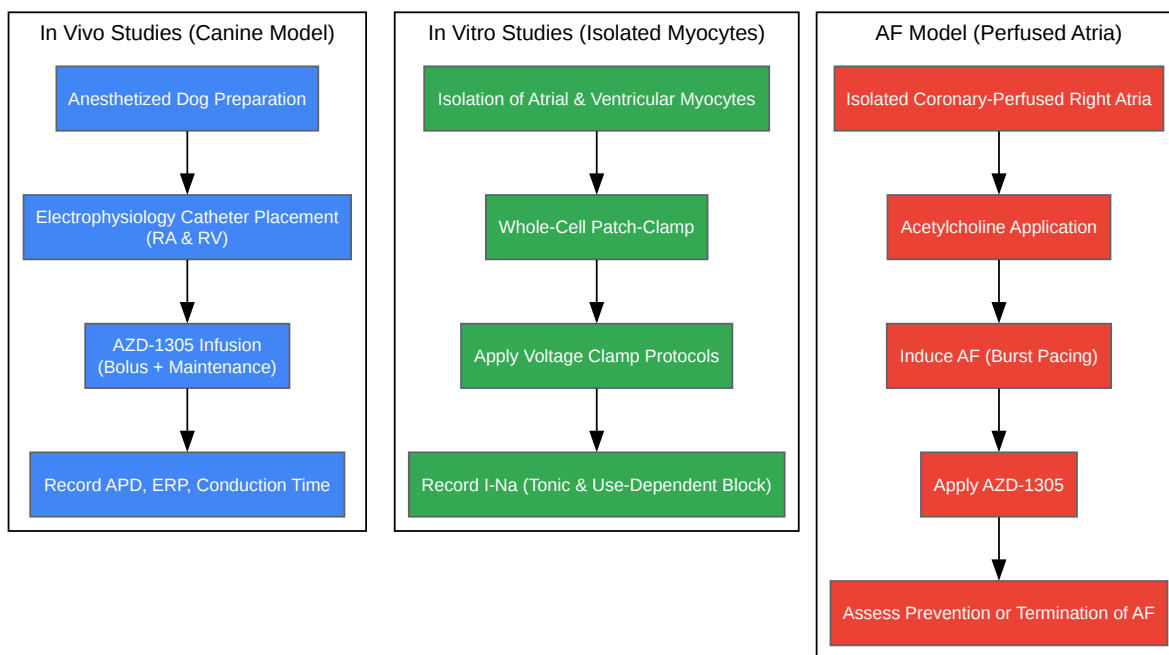 In Vivo Studies (Canine Model)
Anesthetized Dog Preparation
Electrophysiology Catheter Placement
(RA & RV)
AZD-1305 Infusion
(Bolus + Maintenance)
Record APD, ERP, Conduction Time
In Vitro Studies (Isolated Myocytes)
Isolation of Atrial & Ventricular Myocytes
Whole-Cell Patch-Clamp
Apply Voltage Clamp Protocols
Record I-Na (Tonic & Use-Dependent Block)
AF Model (Perfused Atria)
Isolated Coronary-Perfused Right Atria
Acetylcholine Application
Induce AF (Burst Pacing)
Apply AZD-1305
Assess Prevention or Termination of AF